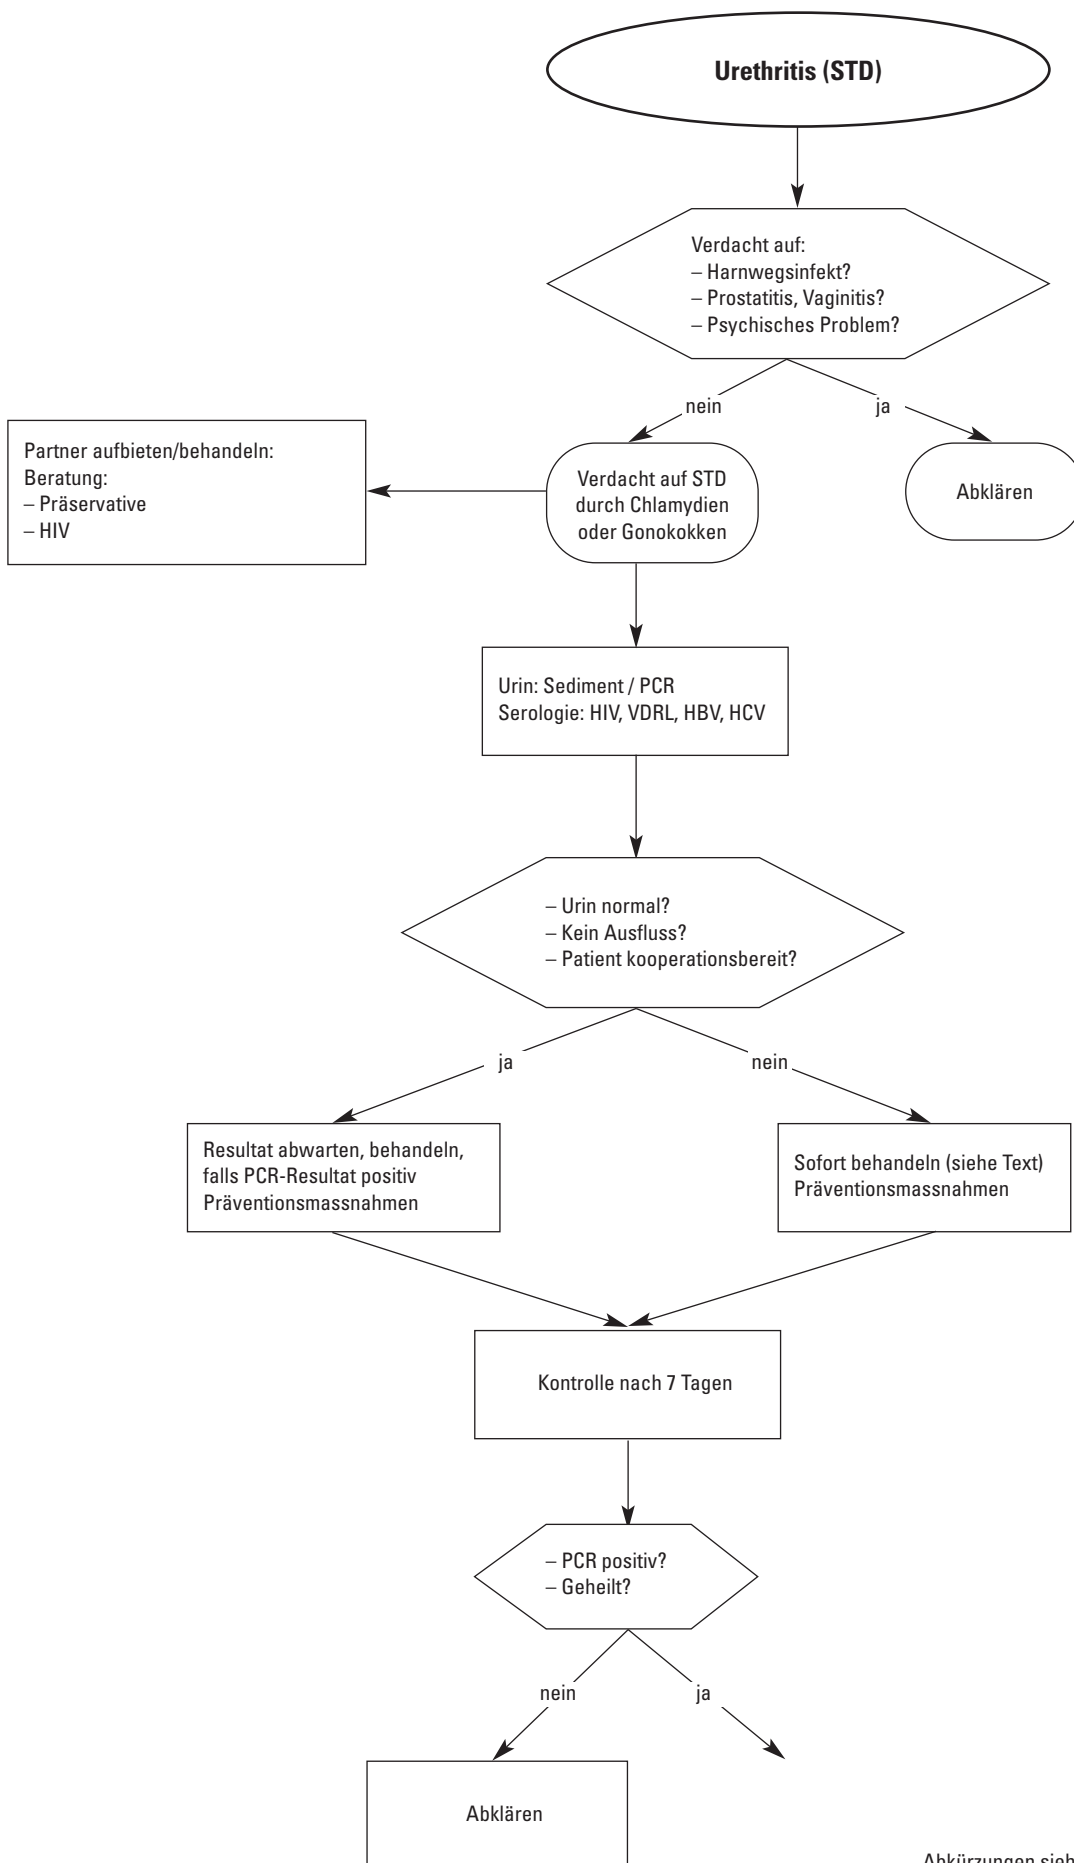 Urethritis (STD)
Verdacht auf:
– Harnwegsinfekt?
– Prostatitis, Vaginitis?
– Psychisches Problem?
nein
ja
Partner aufbieten/behandeln:
Beratung:
– Präservative
– HIV
Verdacht auf STD
durch Chlamydien
oder Gonokokken
Abklären
Urin: Sediment / PCR
Serologie: HIV, VDRL, HBV, HCV
– Urin normal?
– Kein Ausfluss?
– Patient kooperationsbereit?
ja
nein
Resultat abwarten, behandeln,
falls PCR-Resultat positiv
Präventionsmassnahmen
Sofort behandeln (siehe Text)
Präventionsmassnahmen
Kontrolle nach 7 Tagen
– PCR positiv?
– Geheilt?
nein
ja
Abklären
Abkürzungen sieh